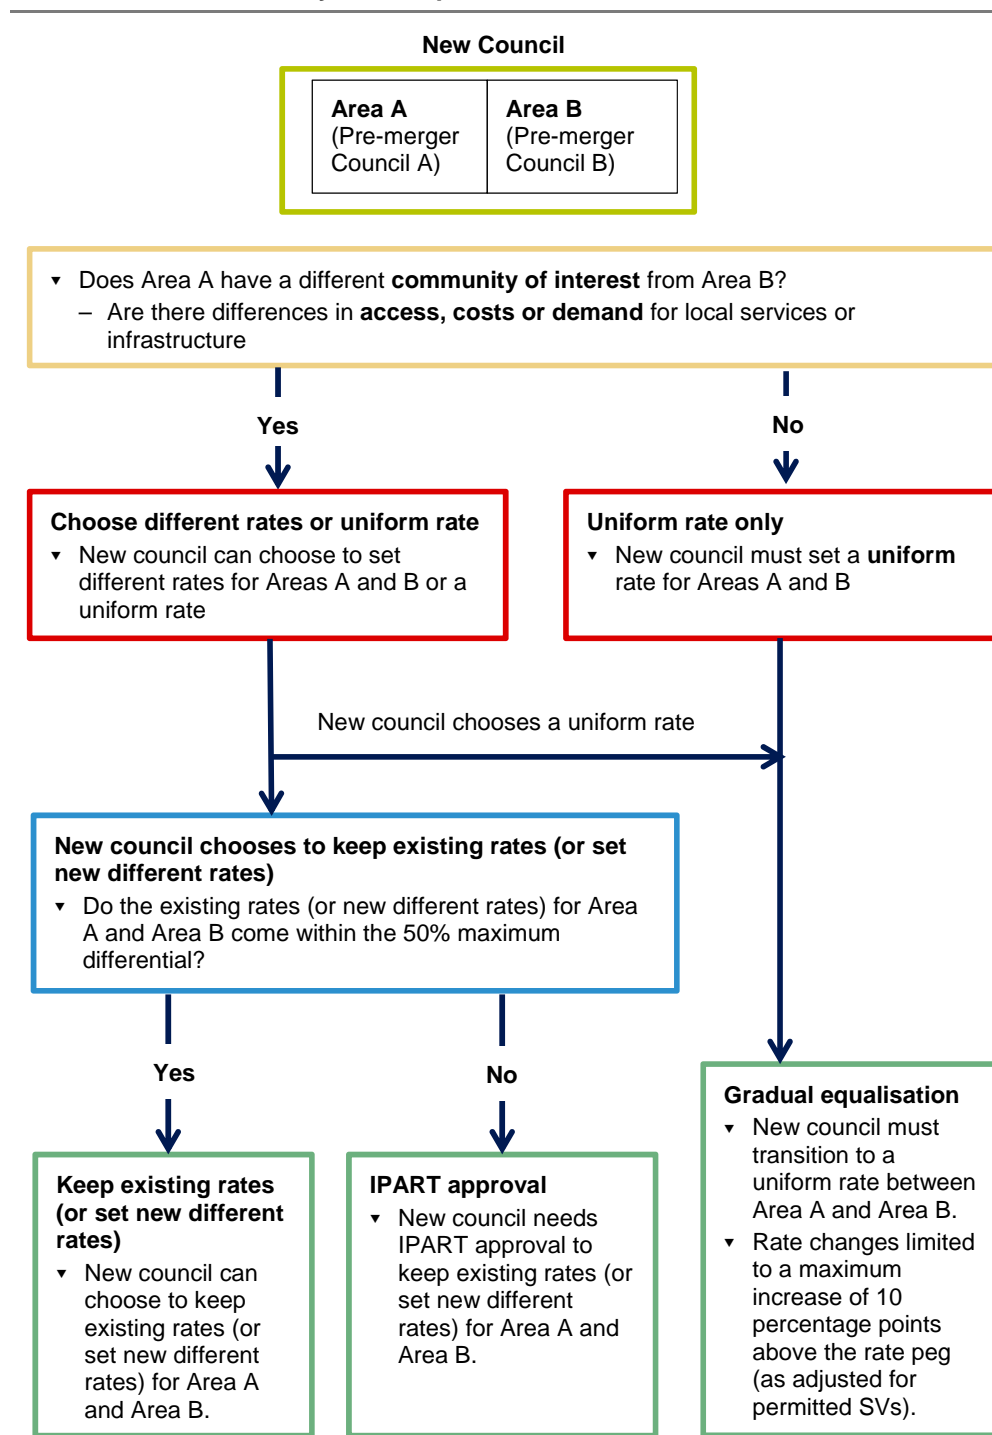 New Council
Area A
(Pre-merger
Council A)
Area B
(Pre-merger
Council B)
▼ Does Area A have a different community of interest from Area B?
– Are there differences in access, costs or demand for local services or
infrastructure
Yes
No
Choose different rates or uniform rate
▼ New council can choose to set
different rates for Areas A and B or a
uniform rate
Uniform rate only
▼ New council must set a uniform
rate for Areas A and B
New council chooses a uniform rate
New council chooses to keep existing rates (or set
new different rates)
▼ Do the existing rates (or new different rates) for Area
A and Area B come within the 50% maximum
differential?
Yes
No
Keep existing rates
(or set new different
rates)
▼ New council can
choose to keep
existing rates (or
set new different
rates) for Area A
and Area B.
IPART approval
▼ New council needs
IPART approval to
keep existing rates (or
set new different
rates) for Area A and
Area B.
Gradual equalisation
▼ New council must
transition to a
uniform rate between
Area A and Area B.
▼ Rate changes limited
to a maximum
increase of 10
percentage points
above the rate peg
(as adjusted for
permitted SVs).